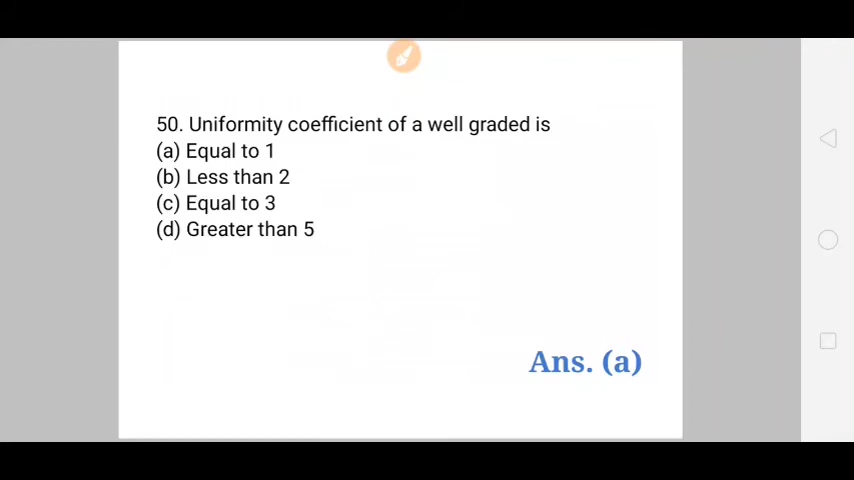 50. Uniformity coefficient of a well graded is
(a) Equal to 1
(b) Less than 2
(c) Equal to 3
(d) Greater than 5
Ans. (a)